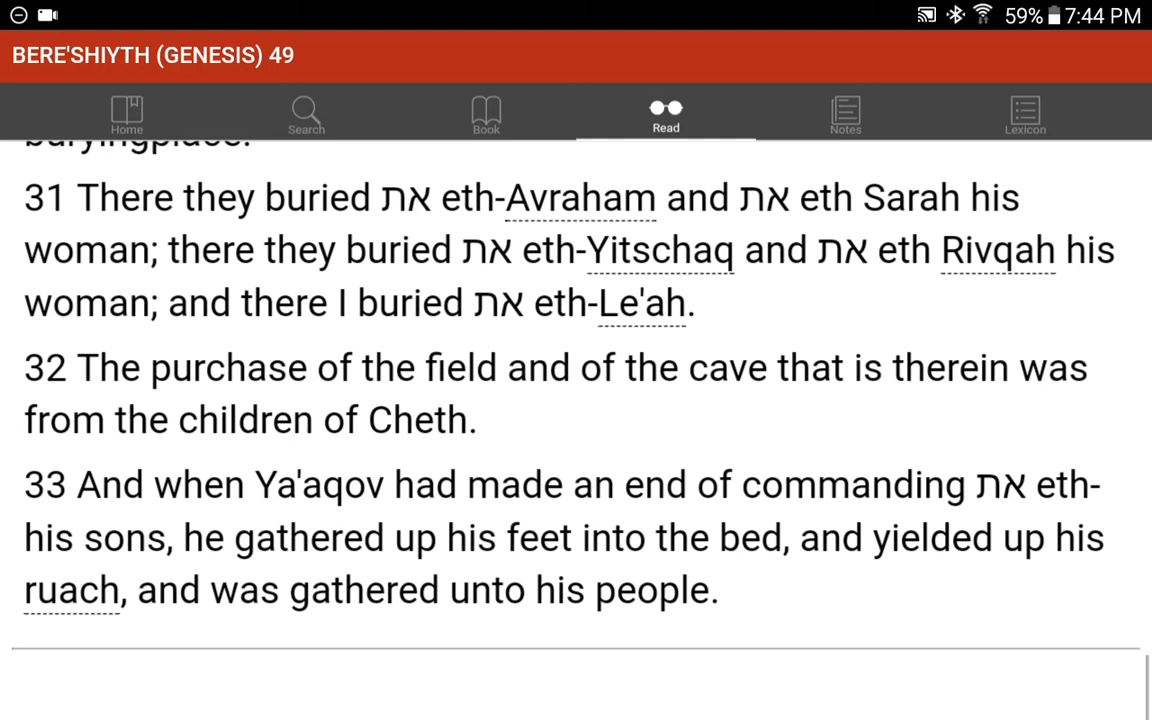 59% 7:44 PM
BERE'SHIYTH (GENESIS) 49
Home Search Book Read Notes Lexicon
buryingplace.
31 There they buried את eth-Avraham and את eth Sarah his
woman; there they buried את eth-Yitschaq and את eth Rivqah his
woman; and there I buried את eth-Le'ah.
32 The purchase of the field and of the cave that is therein was
from the children of Cheth.
33 And when Ya'aqov had made an end of commanding את eth-
his sons, he gathered up his feet into the bed, and yielded up his
ruach, and was gathered unto his people.